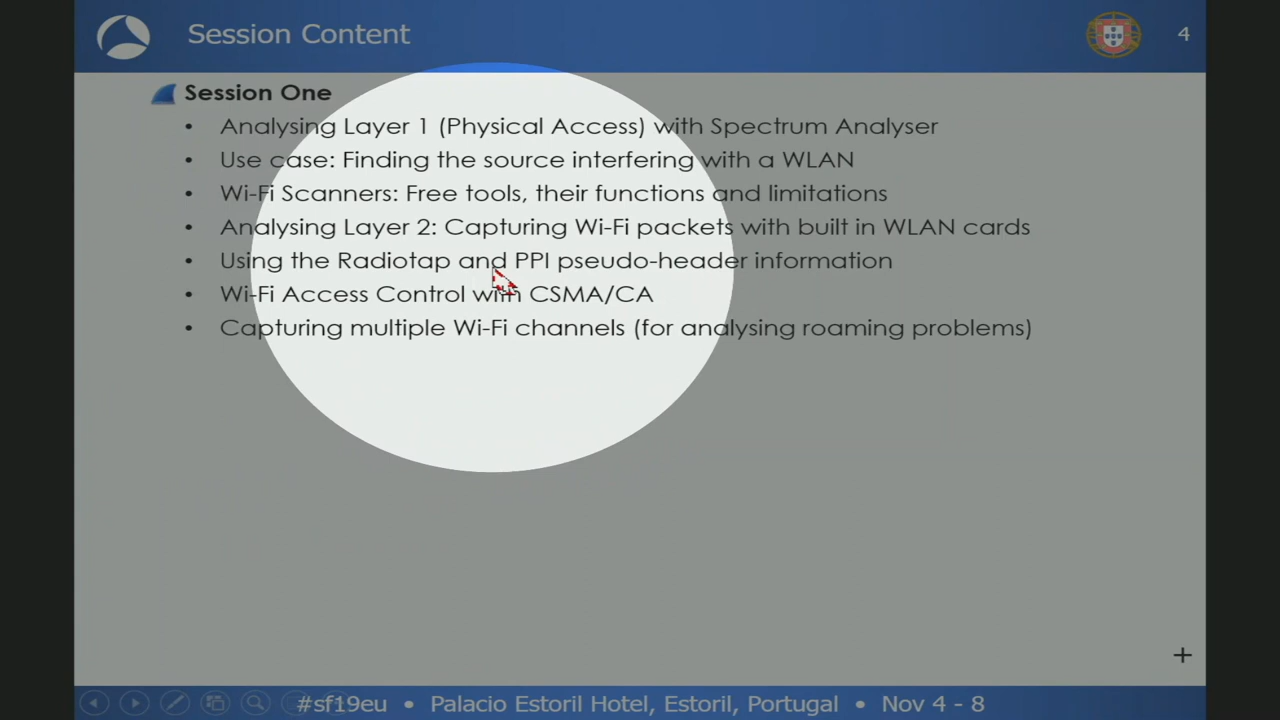 Session Content
4
Session One
• Analysing Layer 1 (Physical Access) with Spectrum Analyser
• Use case: Finding the source interfering with a WLAN
• Wi-Fi Scanners: Free tools, their functions and limitations
• Analysing Layer 2: Capturing Wi-Fi packets with built in WLAN cards
• Using the Radiotap and PPI pseudo-header information
• Wi-Fi Access Control with CSMA/CA
• Capturing multiple Wi-Fi channels (for analysing roaming problems)
#sf19eu • Palacio Estoril Hotel, Estoril, Portugal • Nov 4 - 8